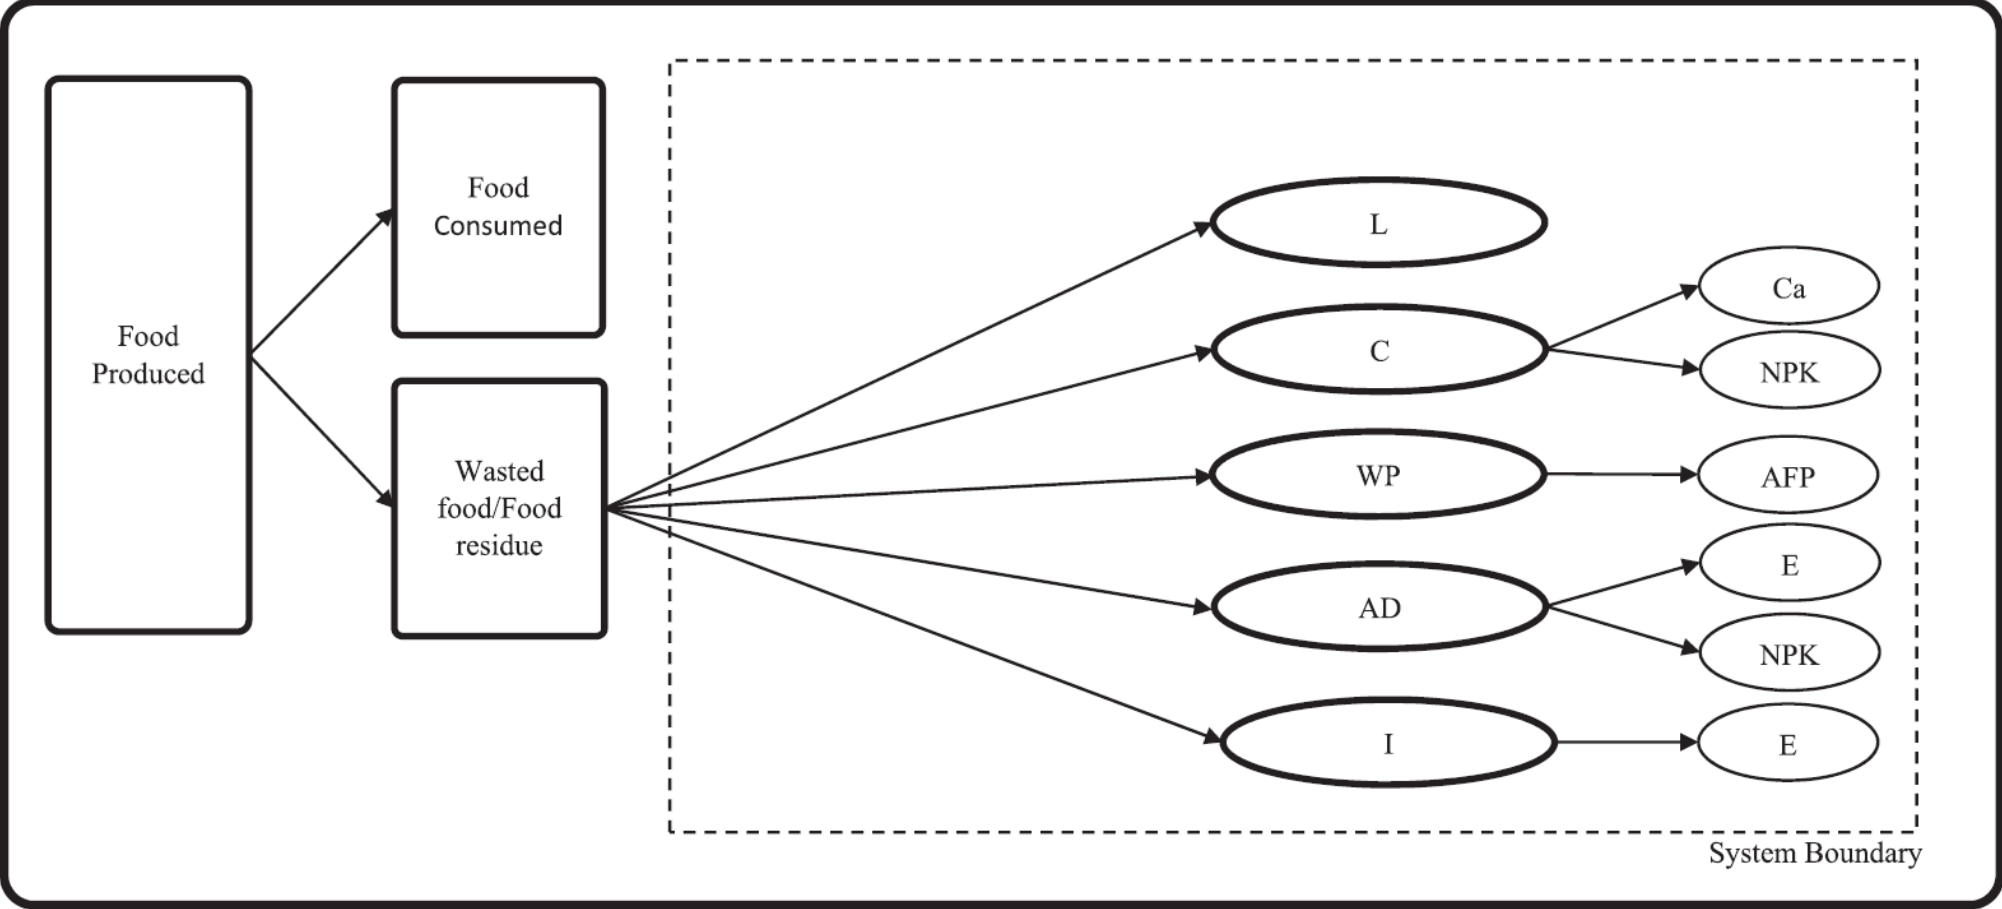 Food
Produced
Food
Consumed
Wasted
food/Food
residue
L
C
WP
AD
I
Ca
NPK
AFP
E
NPK
E
System Boundary